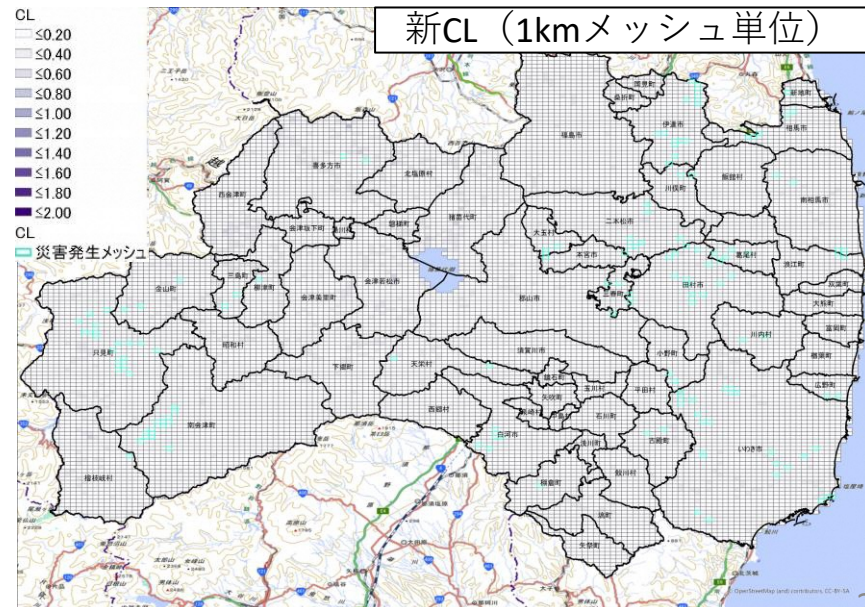 新CL（1kmメッシュ単位）
CL
≤0.20
≤0.40
≤0.60
≤0.80
≤1.00
≤1.20
≤1.40
≤1.60
≤1.80
≤2.00
CL
災害発生メッシュ
国見町
桑折町
新地町
伊達市
相馬市
福島市
喜多方市
北塩原村
川俣町
飯舘村
南相馬市
西会津町
猪苗代町
磐梯町
二本松市
会津坂下町
湯川村
大玉村
本宮市
葛尾村
浪江町
三島町
柳津町
金山町
会津美里町
会津若松市
郡山市
三春町
田村市
双葉町
大熊町
富岡町
川内村
只見町
昭和村
下郷町
天栄村
須賀川市
小野町
楢葉町
広野町
鏡石町
玉川村
平田村
矢吹町
西郷村
泉崎村
中島村
石川町
南会津町
白河市
浅川町
古殿町
いわき市
檜枝岐村
棚倉町
鮫川村
塙町
矢祭町
© OpenStreetMap (and) contributors, CC-BY-SA